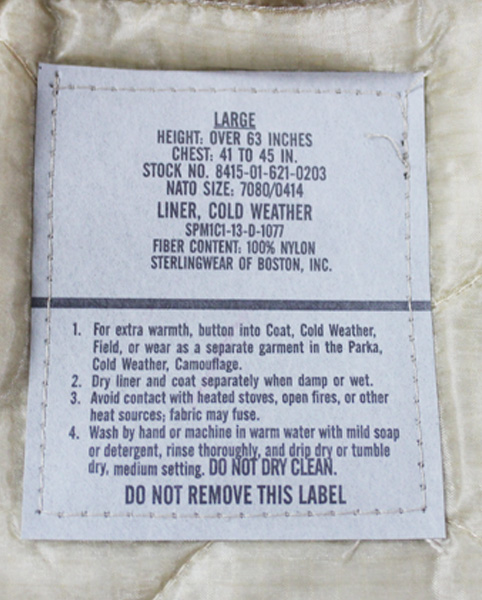 LARGE
HEIGHT: OVER 63 INCHES
CHEST: 41 TO 45 IN.
STOCK NO. 8415-01-621-0203
NATO SIZE: 7080/0414
LINER, COLD WEATHER
SPM1C1-13-D-1077
FIBER CONTENT: 100% NYLON
STERLINGWEAR OF BOSTON, INC.
1. For extra warmth, button into Coat, Cold Weather,
Field, or wear as a separate garment in the Parka,
Cold Weather, Camouflage.
2. Dry liner and coat separately when damp or wet.
3. Avoid contact with heated stoves, open fires, or other
heat sources; fabric may fuse.
4. Wash by hand or machine in warm water with mild soap
or detergent, rinse thoroughly, and drip dry or tumble
dry, medium setting. DO NOT DRY CLEAN.
DO NOT REMOVE THIS LABEL